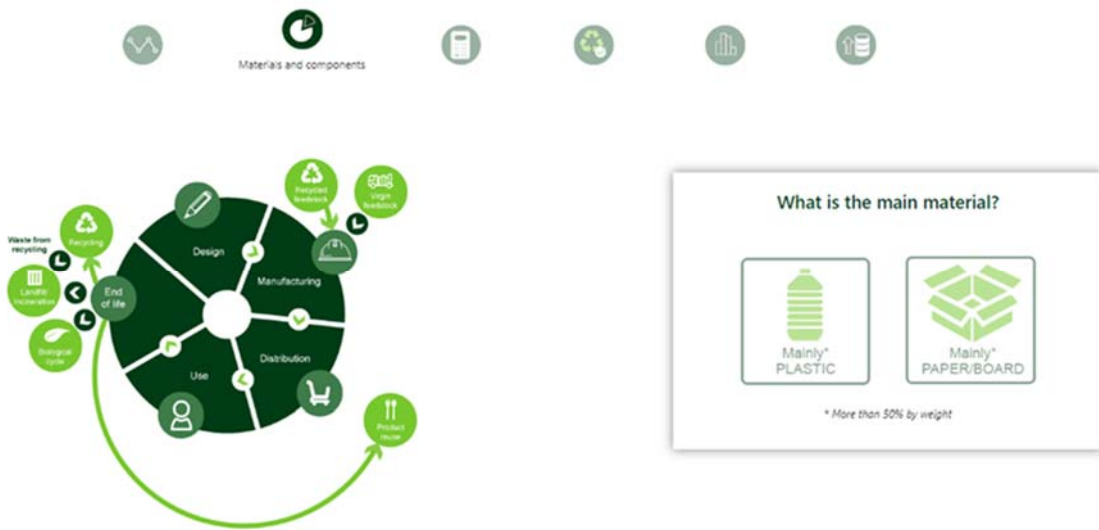 Materials and components
Recycled
feedstock
Virgin
feedstock
Recycling
Waste from
recycling
Landfill/
Incineration
End
of life
Biological
cycle
Design
Manufacturing
Distribution
Use
Product
reuse
What is the main material?
Mainly*
PLASTIC
Mainly*
PAPER/BOARD
* More than 50% by weight